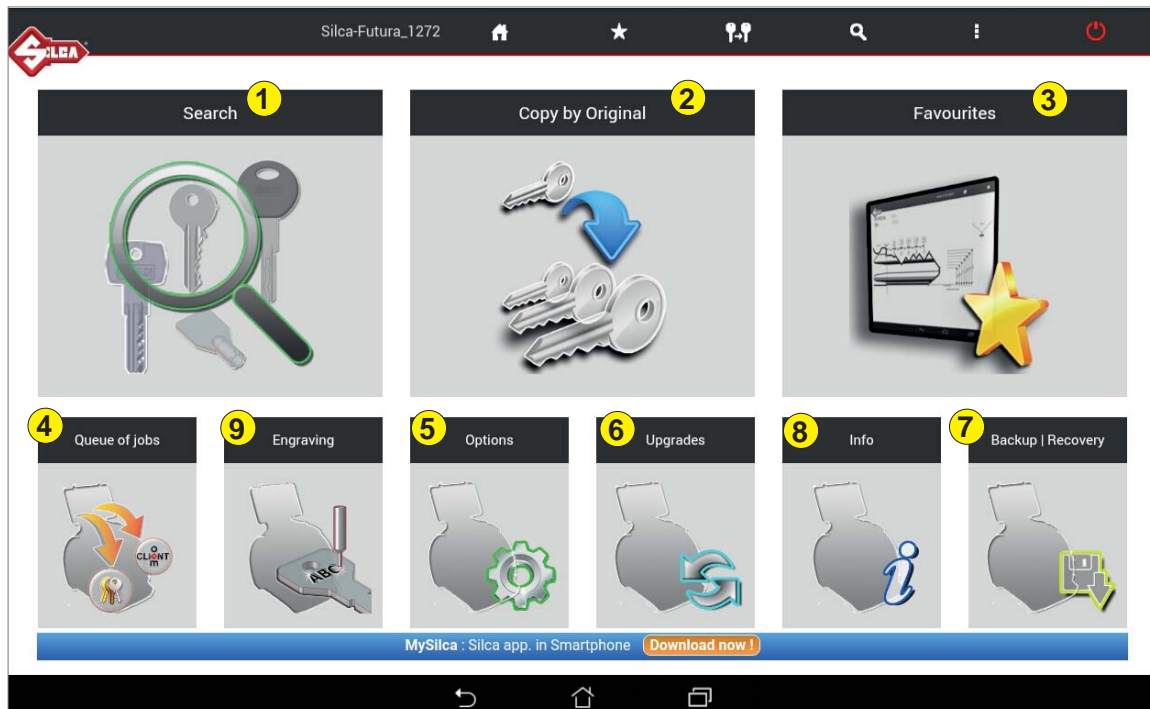 Silca-Futura_1272
SILCA
1
Search
2
Copy by Original
3
Favourites
4
Queue of jobs
9
Engraving
5
Options
6
Upgrades
8
Info
7
Backup | Recovery
CLIENT
ABC
MySilca : Silca app. in Smartphone Download now !